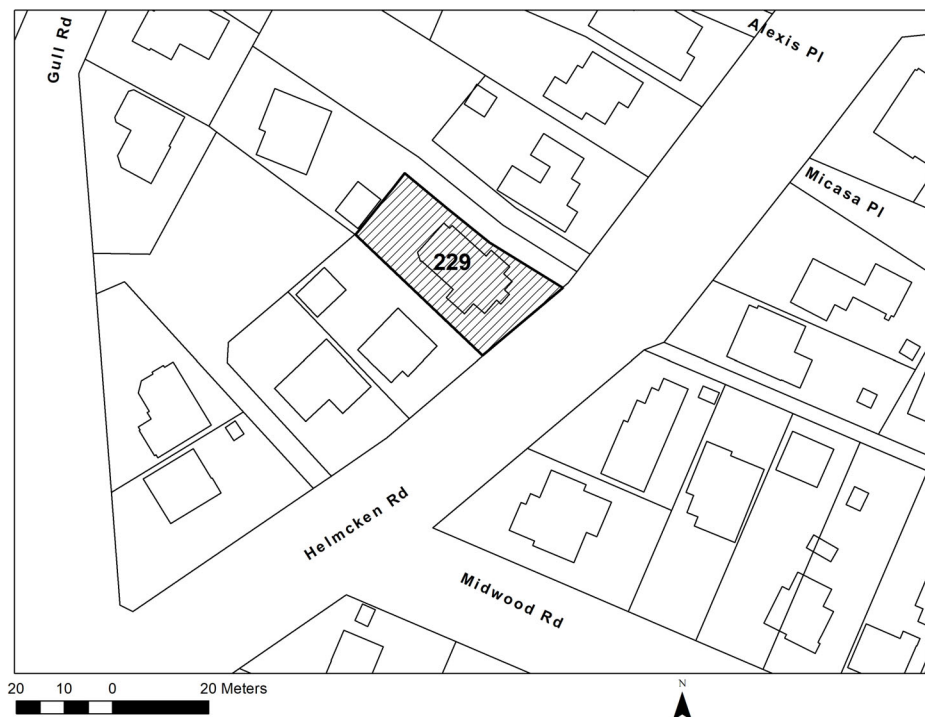 Gull Rd
Alexis Pl
Micasa Pl
229
Helmcken Rd
Midwood Rd
20 10 0 20 Meters
N